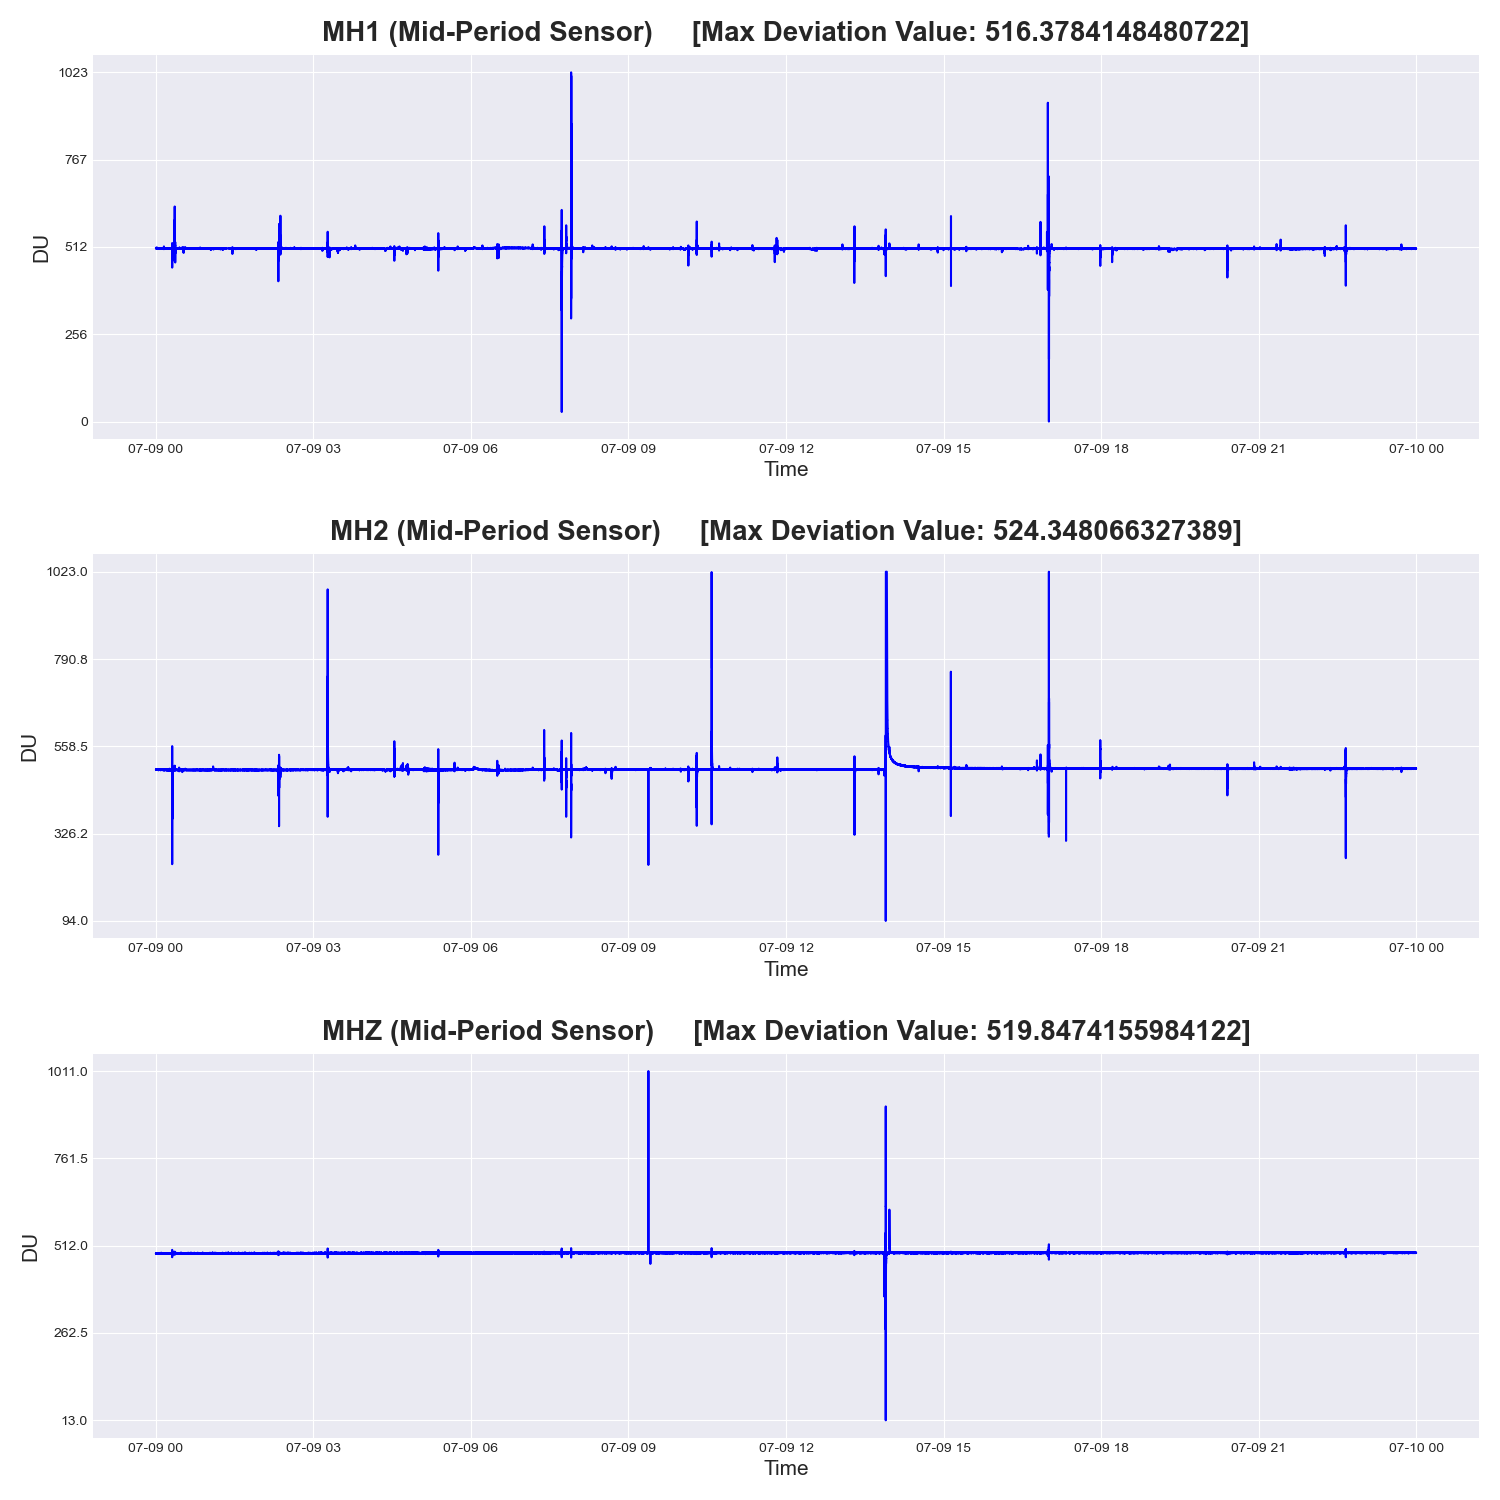 MH1 (Mid-Period Sensor) [Max Deviation Value: 516.3784148480722]
1023
767
512
256
0
DU
07-09 00 07-09 03 07-09 06 07-09 09 07-09 12 07-09 15 07-09 18 07-09 21 07-10 00
Time
MH2 (Mid-Period Sensor) [Max Deviation Value: 524.348066327389]
1023.0
790.8
558.5
326.2
94.0
DU
07-09 00 07-09 03 07-09 06 07-09 09 07-09 12 07-09 15 07-09 18 07-09 21 07-10 00
Time
MHZ (Mid-Period Sensor) [Max Deviation Value: 519.8474155984122]
1011.0
761.5
512.0
262.5
13.0
DU
07-09 00 07-09 03 07-09 06 07-09 09 07-09 12 07-09 15 07-09 18 07-09 21 07-10 00
Time